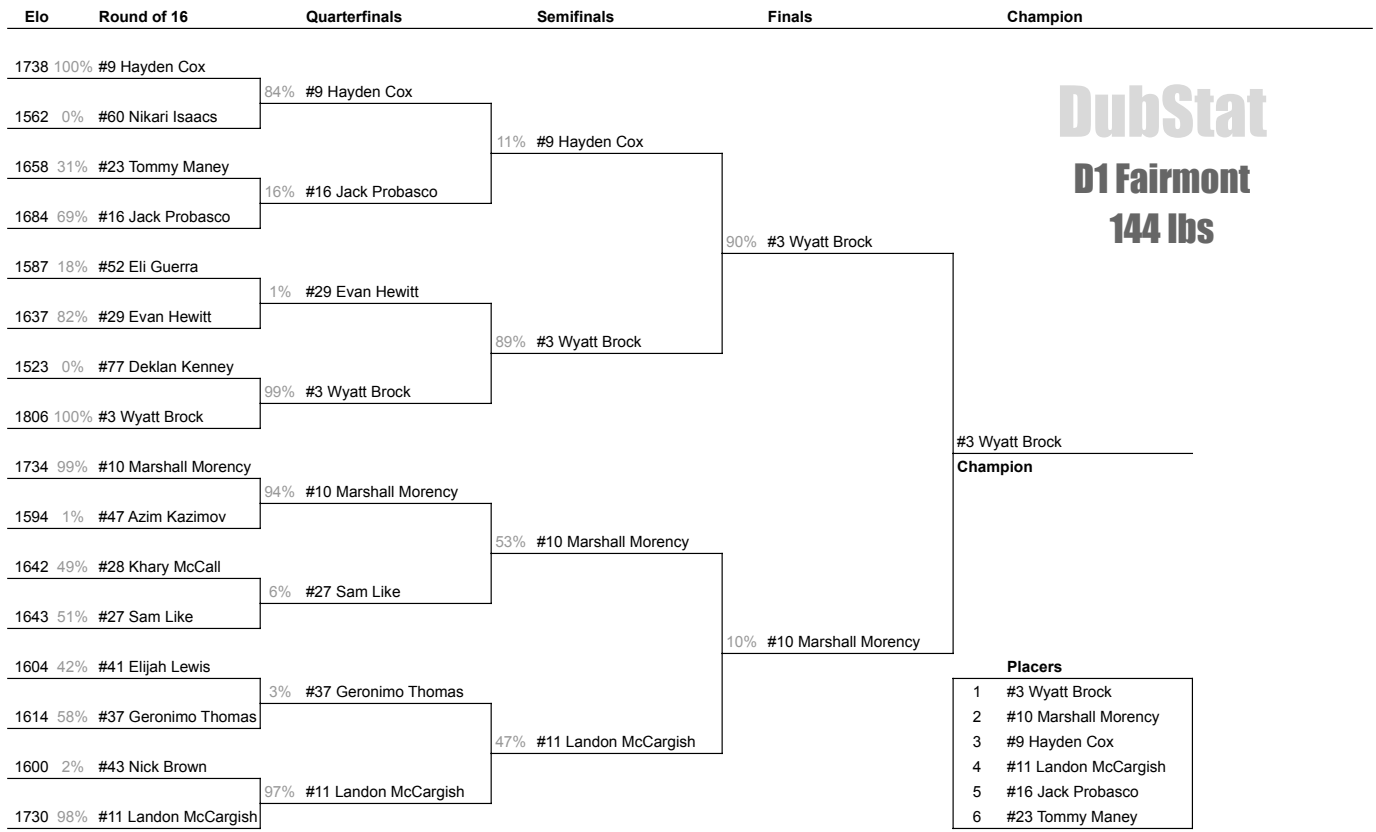 Elo Round of 16 Quarterfinals Semifinals Finals Champion
1738 100% #9 Hayden Cox
84% #9 Hayden Cox
1562 0% #60 Nikari Isaacs
11% #9 Hayden Cox
1658 31% #23 Tommy Maney
16% #16 Jack Probasco
1684 69% #16 Jack Probasco
90% #3 Wyatt Brock
1587 18% #52 Eli Guerra
1% #29 Evan Hewitt
1637 82% #29 Evan Hewitt
89% #3 Wyatt Brock
1523 0% #77 Deklan Kenney
99% #3 Wyatt Brock
1806 100% #3 Wyatt Brock
#3 Wyatt Brock
Champion
1734 99% #10 Marshall Morency
94% #10 Marshall Morency
1594 1% #47 Azim Kazimov
53% #10 Marshall Morency
1642 49% #28 Khary McCall
6% #27 Sam Like
1643 51% #27 Sam Like
10% #10 Marshall Morency
1604 42% #41 Elijah Lewis
3% #37 Geronimo Thomas
1614 58% #37 Geronimo Thomas
47% #11 Landon McCargish
1600 2% #43 Nick Brown
97% #11 Landon McCargish
1730 98% #11 Landon McCargish
DubStat
D1 Fairmont
144 lbs
Placers
1 #3 Wyatt Brock
2 #10 Marshall Morency
3 #9 Hayden Cox
4 #11 Landon McCargish
5 #16 Jack Probasco
6 #23 Tommy Maney